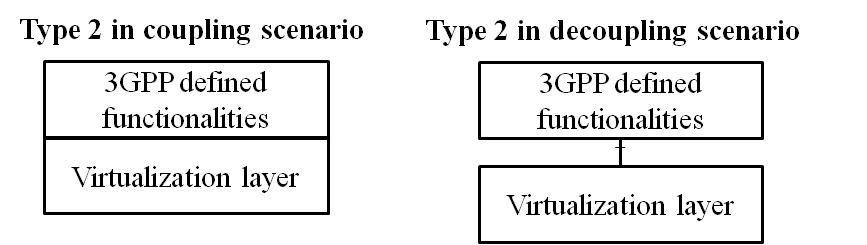 Type 2 in coupling scenario
3GPP defined
functionalities
Virtualization layer
Type 2 in decoupling scenario
3GPP defined
functionalities
Virtualization layer